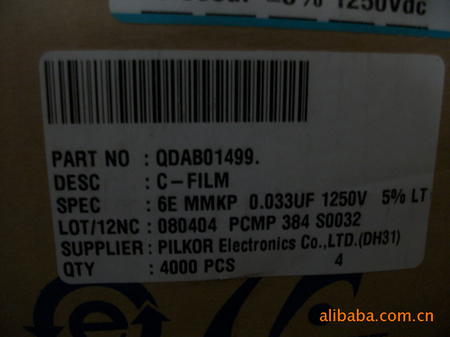 1250Vdc
PART NO : QDAB01499.
DESC : C-FILM
SPEC : 6E MMKP 0.033UF 1250V 5% LT
LOT/12NC : 080404 PCMP 384 S0032
SUPPLIER : PILKOR Electronics Co.,LTD.(DH31)
QTY : 4000 PCS 4
alibaba.com.cn